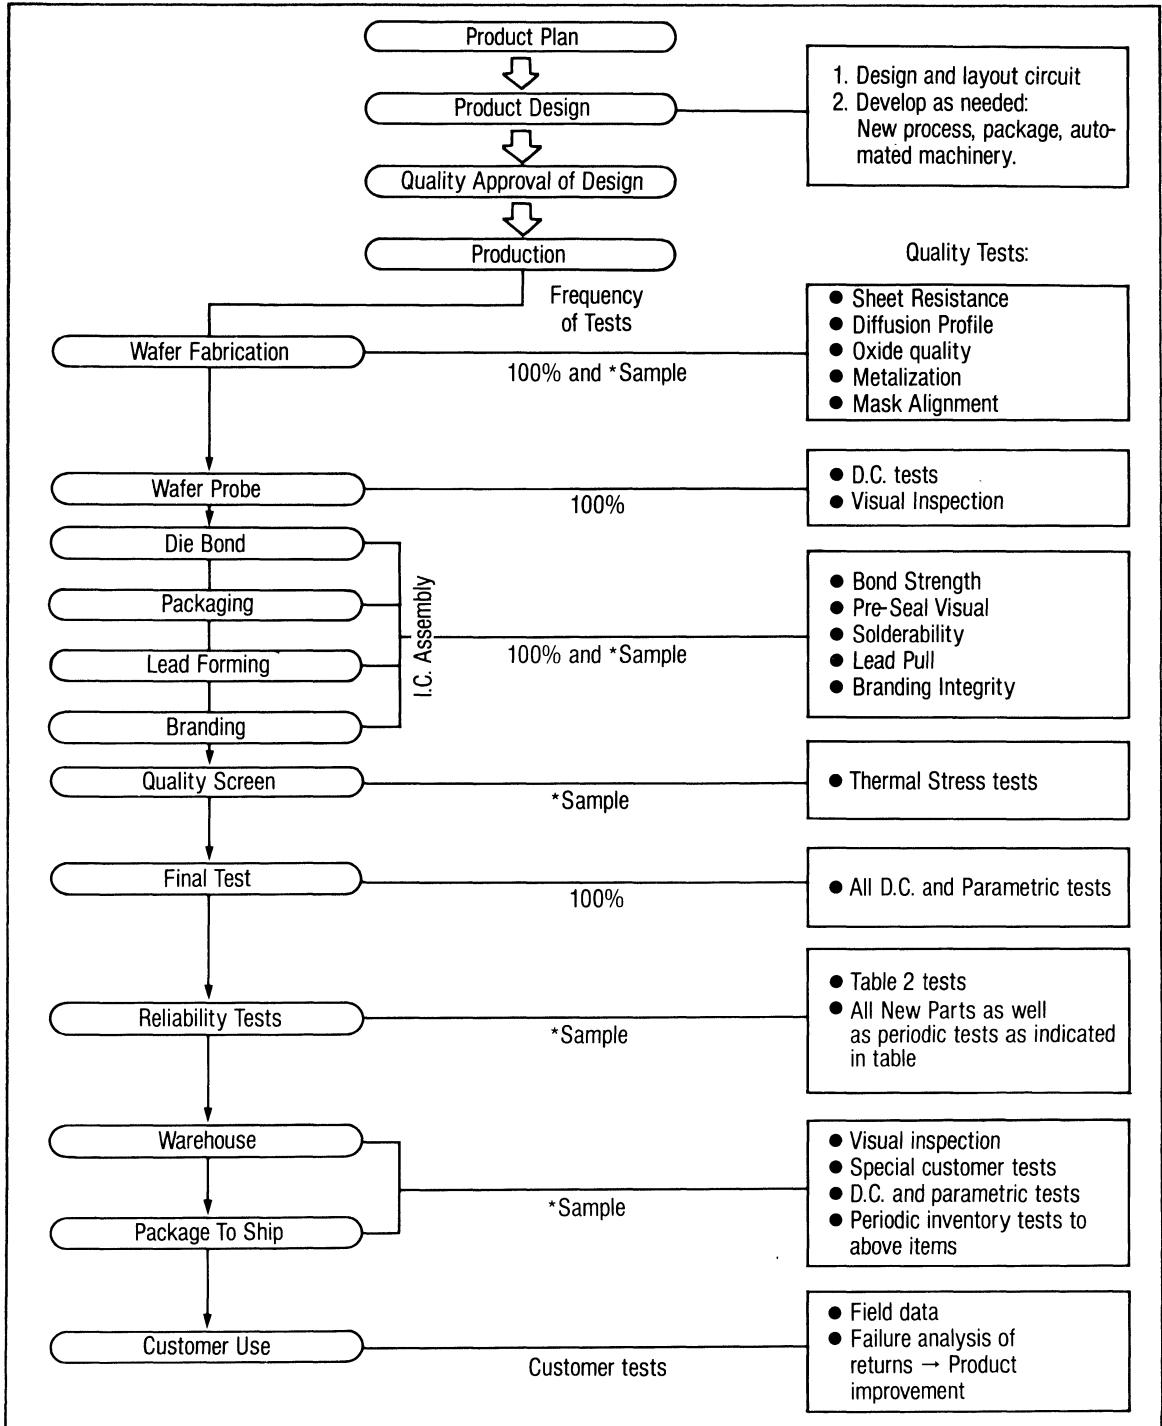 Product Plan
Product Design
1. Design and layout circuit
2. Develop as needed:
New process, package, auto-
mated machinery.
Quality Approval of Design
Production
Quality Tests:
Frequency
of Tests
Wafer Fabrication
100% and *Sample
● Sheet Resistance
● Diffusion Profile
● Oxide quality
● Metalization
● Mask Alignment
Wafer Probe
100%
● D.C. tests
● Visual Inspection
Die Bond
Packaging
Lead Forming
Branding
I.C. Assembly
100% and *Sample
● Bond Strength
● Pre-Seal Visual
● Solderability
● Lead Pull
● Branding Integrity
Quality Screen
*Sample
● Thermal Stress tests
Final Test
100%
● All D.C. and Parametric tests
Reliability Tests
*Sample
● Table 2 tests
● All New Parts as well
as periodic tests as indicated
in table
Warehouse
Package To Ship
*Sample
● Visual inspection
● Special customer tests
● D.C. and parametric tests
● Periodic inventory tests to
above items
Customer Use
Customer tests
● Field data
● Failure analysis of
returns → Product
improvement